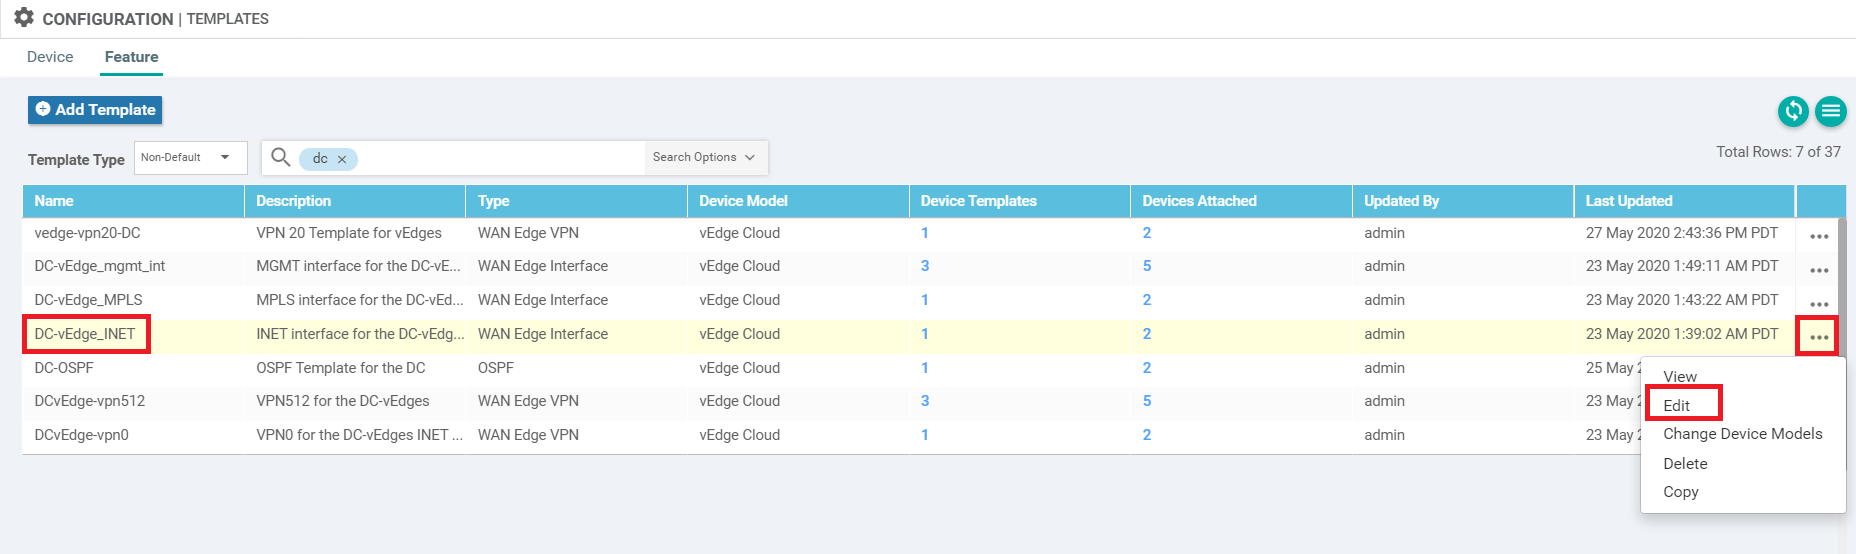 CONFIGURATION | TEMPLATES
Device Feature
Add Template
Template Type Non-Default dc Search Options
Total Rows: 7 of 37
Name Description Type Device Model Device Templates Devices Attached Updated By Last Updated
vedge-vpn20-DC VPN 20 Template for vEdges WAN Edge VPN vEdge Cloud 1 2 admin 27 May 2020 2:43:36 PM PDT
DC-vEdge_mgmt_int MGMT interface for the DC-vE... WAN Edge Interface vEdge Cloud 3 5 admin 23 May 2020 1:49:11 AM PDT
DC-vEdge_MPLS MPLS interface for the DC-vEd... WAN Edge Interface vEdge Cloud 1 2 admin 23 May 2020 1:43:22 AM PDT
DC-vEdge_INET INET interface for the DC-vEdg... WAN Edge Interface vEdge Cloud 1 2 admin 23 May 2020 1:39:02 AM PDT
DC-OSPF OSPF Template for the DC OSPF vEdge Cloud 1 2 admin 25 May 2
DCvEdge-vpn512 VPN512 for the DC-vEdges WAN Edge VPN vEdge Cloud 3 5 admin 23 May 2
DCvEdge-vpn0 VPN0 for the DC-vEdges INET ... WAN Edge VPN vEdge Cloud 1 2 admin 23 May 2
View
Edit
Change Device Models
Delete
Copy